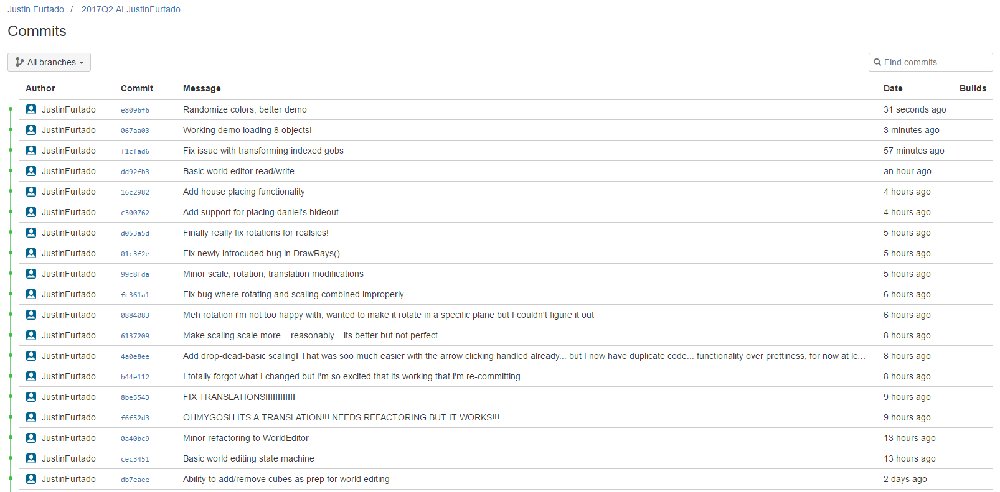 Justin Furtado / 2017Q2.AI.JustinFurtado
Commits
All branches Find commits
Author Commit Message Date Builds
JustinFurtado e8096f6 Randomize colors, better demo 31 seconds ago
JustinFurtado 067aa03 Working demo loading 8 objects! 3 minutes ago
JustinFurtado f1cfad6 Fix issue with transforming indexed gobs 57 minutes ago
JustinFurtado dd92fb3 Basic world editor read/write an hour ago
JustinFurtado 16c2982 Add house placing functionality 4 hours ago
JustinFurtado c300762 Add support for placing daniel's hideout 4 hours ago
JustinFurtado d053a5d Finally really fix rotations for realsies! 5 hours ago
JustinFurtado 01c3f2e Fix newly introcuded bug in DrawRays() 5 hours ago
JustinFurtado 99c8fda Minor scale, rotation, translation modifications 5 hours ago
JustinFurtado fc361a1 Fix bug where rotating and scaling combined improperly 6 hours ago
JustinFurtado 0884083 Meh rotation i'm not too happy with, wanted to make it rotate in a specific plane but I couldn't figure it out 6 hours ago
JustinFurtado 6137209 Make scaling scale more... reasonably... its better but not perfect 8 hours ago
JustinFurtado 4a0e8ee Add drop-dead-basic scaling! That was soo much easier with the arrow clicking handled already... but I now have duplicate code... functionality over prettiness, for now at le... 8 hours ago
JustinFurtado b44e112 I totally forgot what I changed but I'm so excited that its working that i'm re-committing 8 hours ago
JustinFurtado 8be5543 FIX TRANSLATIONS!!!!!!!!!!!! 9 hours ago
JustinFurtado f6f52d3 OHMYGOSH ITS A TRANSLATION!!! NEEDS REFACTORING BUT IT WORKS!!! 9 hours ago
JustinFurtado 0a40bc9 Minor refactoring to WorldEditor 13 hours ago
JustinFurtado cec3451 Basic world editing state machine 13 hours ago
JustinFurtado db7eaee Ability to add/remove cubes as prep for world editing 2 days ago